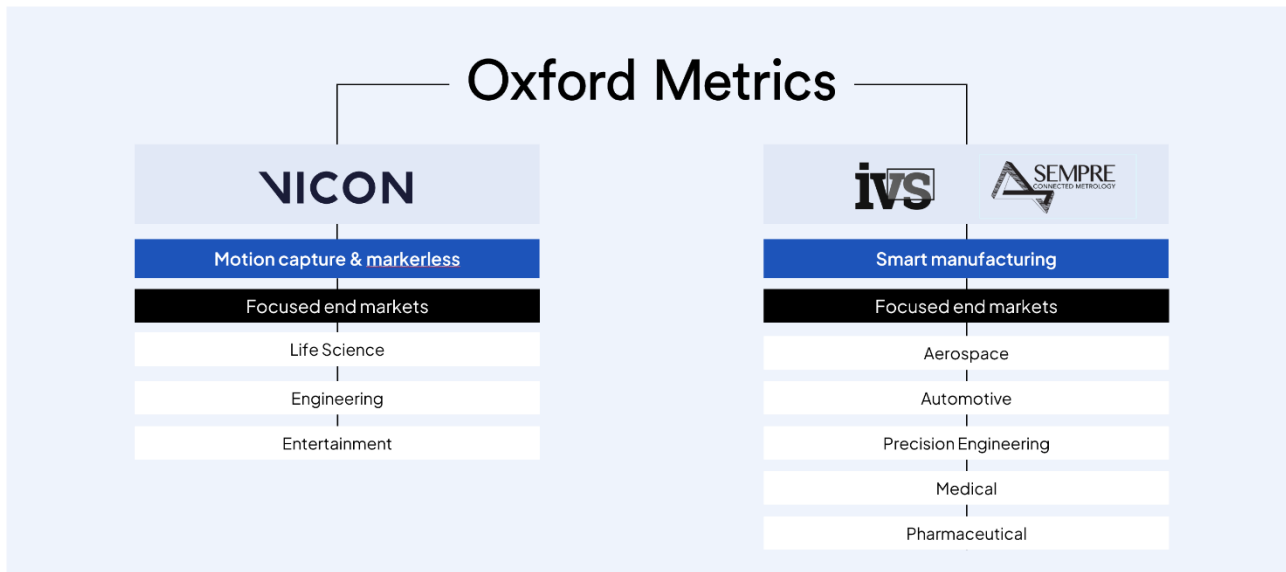 Oxford Metrics
VICON
Motion capture & markerless
Focused end markets
Life Science
Engineering
Entertainment
ivs
SEMPRE
CONNECTED METROLOGY
Smart manufacturing
Focused end markets
Aerospace
Automotive
Precision Engineering
Medical
Pharmaceutical